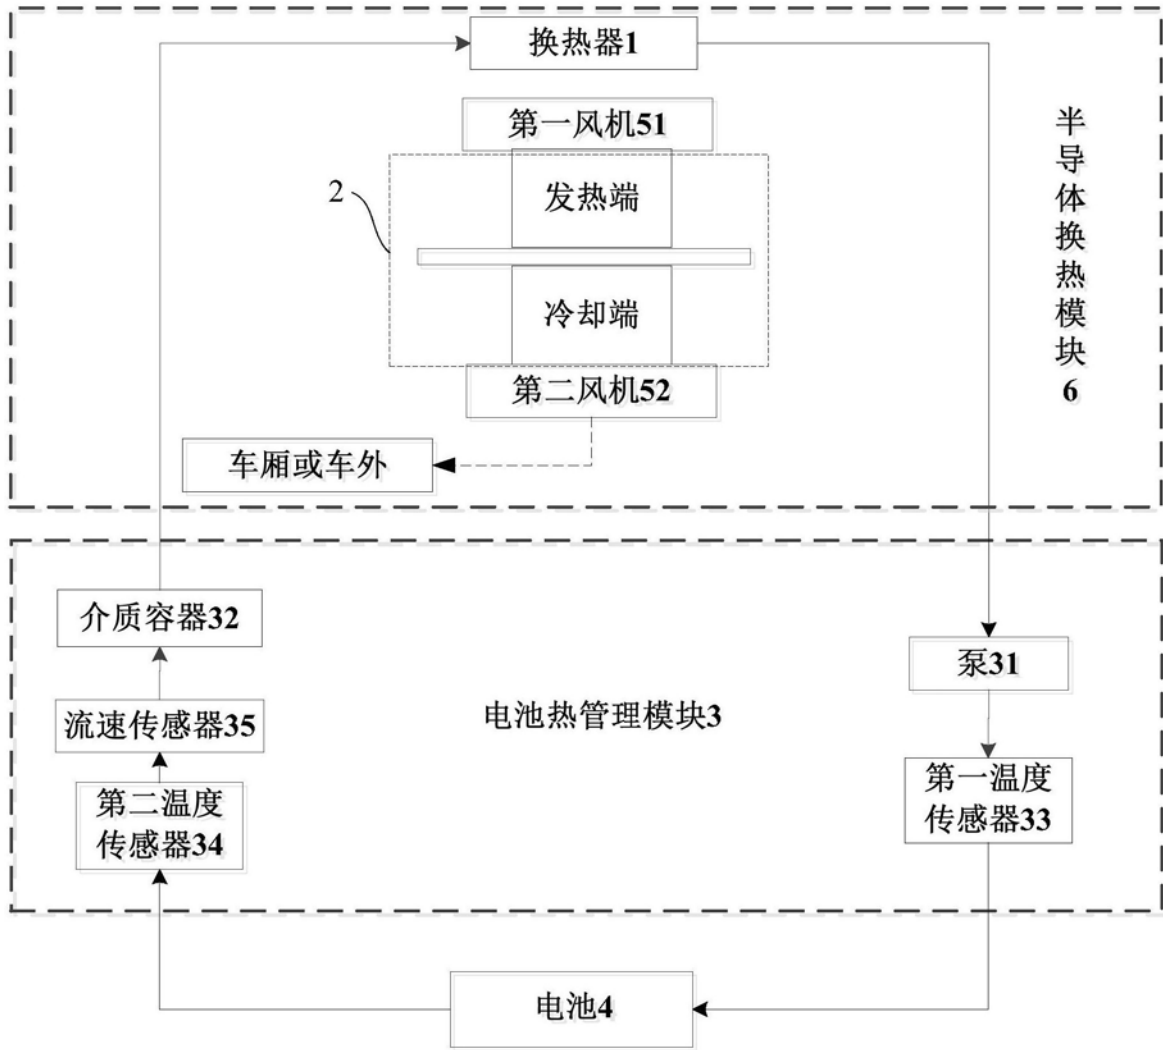 换热器1
第一风机51
发热端
2
冷却端
第二风机52
车厢或车外
半导体换热模块6
介质容器32
泵31
流速传感器35
电池热管理模块3
第一温度
传感器33
第二温度
传感器34
电池4